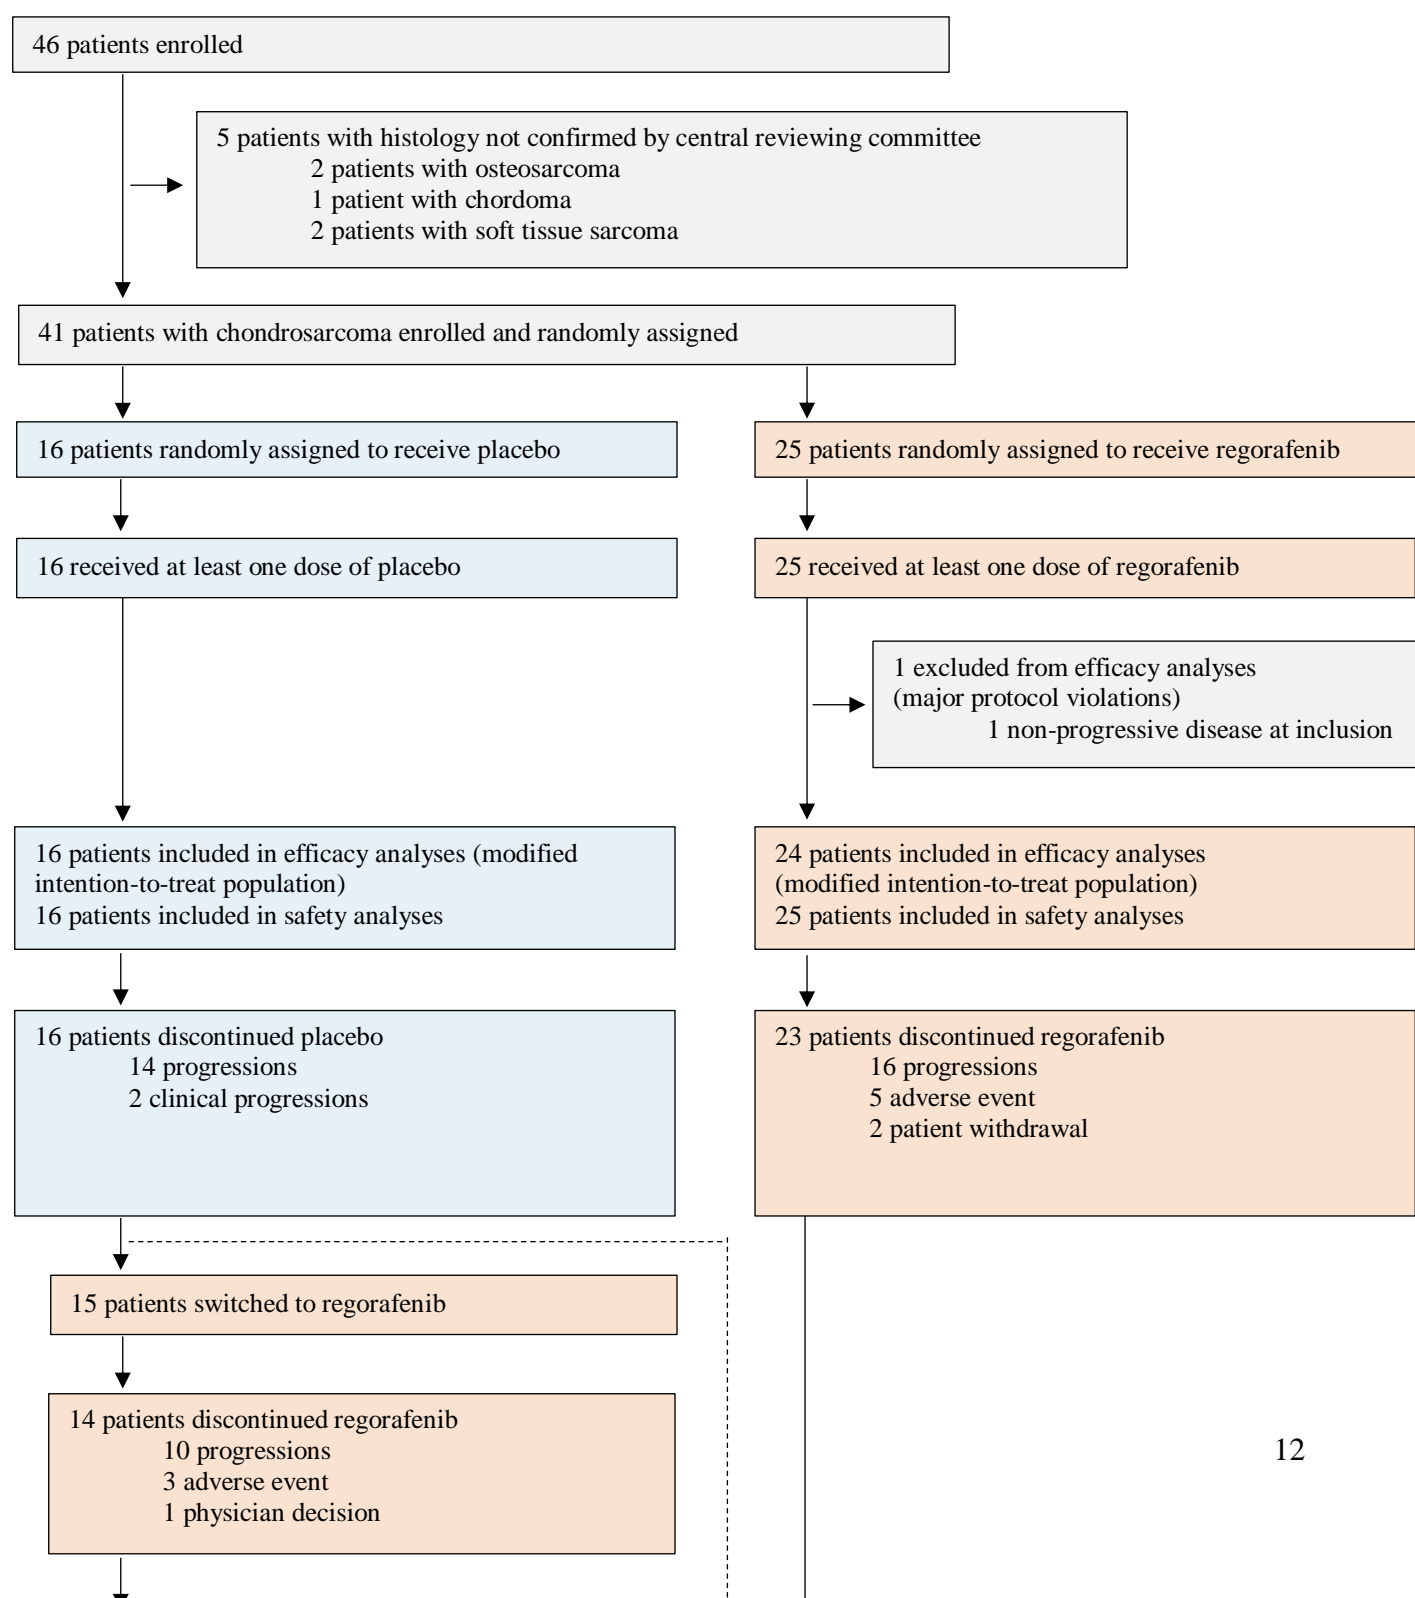 46 patients enrolled
5 patients with histology not confirmed by central reviewing committee
2 patients with osteosarcoma
1 patient with chordoma
2 patients with soft tissue sarcoma
41 patients with chondrosarcoma enrolled and randomly assigned
16 patients randomly assigned to receive placebo
25 patients randomly assigned to receive regorafenib
16 received at least one dose of placebo
25 received at least one dose of regorafenib
1 excluded from efficacy analyses
(major protocol violations)
1 non-progressive disease at inclusion
16 patients included in efficacy analyses (modified
intention-to-treat population)
16 patients included in safety analyses
24 patients included in efficacy analyses
(modified intention-to-treat population)
25 patients included in safety analyses
16 patients discontinued placebo
14 progressions
2 clinical progressions
23 patients discontinued regorafenib
16 progressions
5 adverse event
2 patient withdrawal
15 patients switched to regorafenib
14 patients discontinued regorafenib
10 progressions
3 adverse event
1 physician decision
12